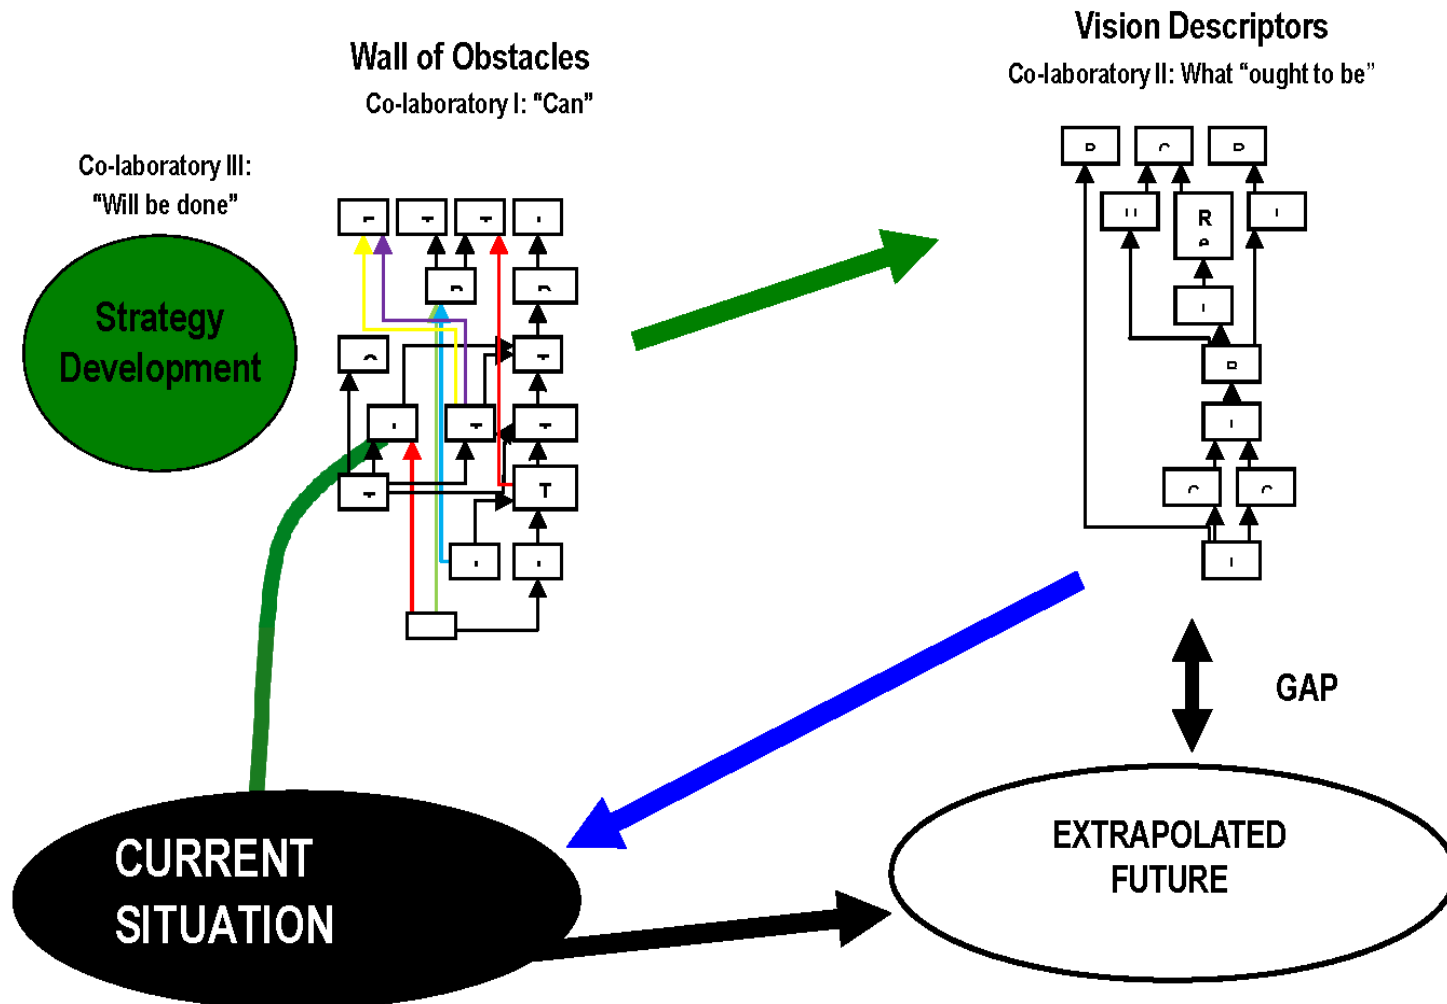 Vision Descriptors
Co-laboratory II: What “ought to be”
Wall of Obstacles
Co-laboratory I: “Can”
Co-laboratory III:
“Will be done”
Strategy
Development
R
T
GAP
CURRENT
SITUATION
EXTRAPOLATED
FUTURE